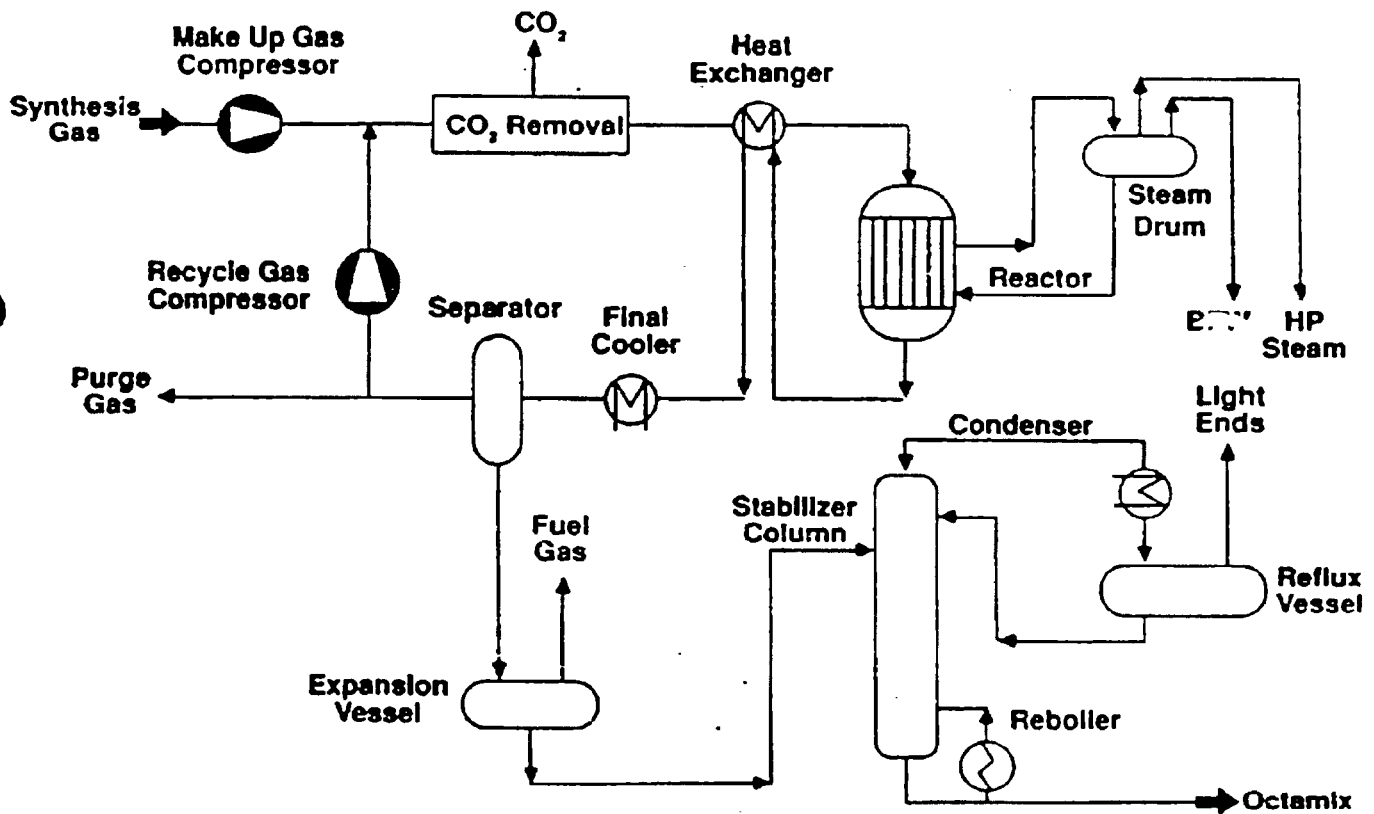 CO₂
Make Up Gas
Compressor
Heat
Exchanger
Synthesis
Gas
CO₂ Removal
Steam
Drum
Recycle Gas
Compressor
Separator
Final
Cooler
Reactor
HP
Steam
Purge
Gas
Light
Ends
Condenser
Stabilizer
Column
Fuel
Gas
Reflux
Vessel
Expansion
Vessel
Reboiler
Octamix